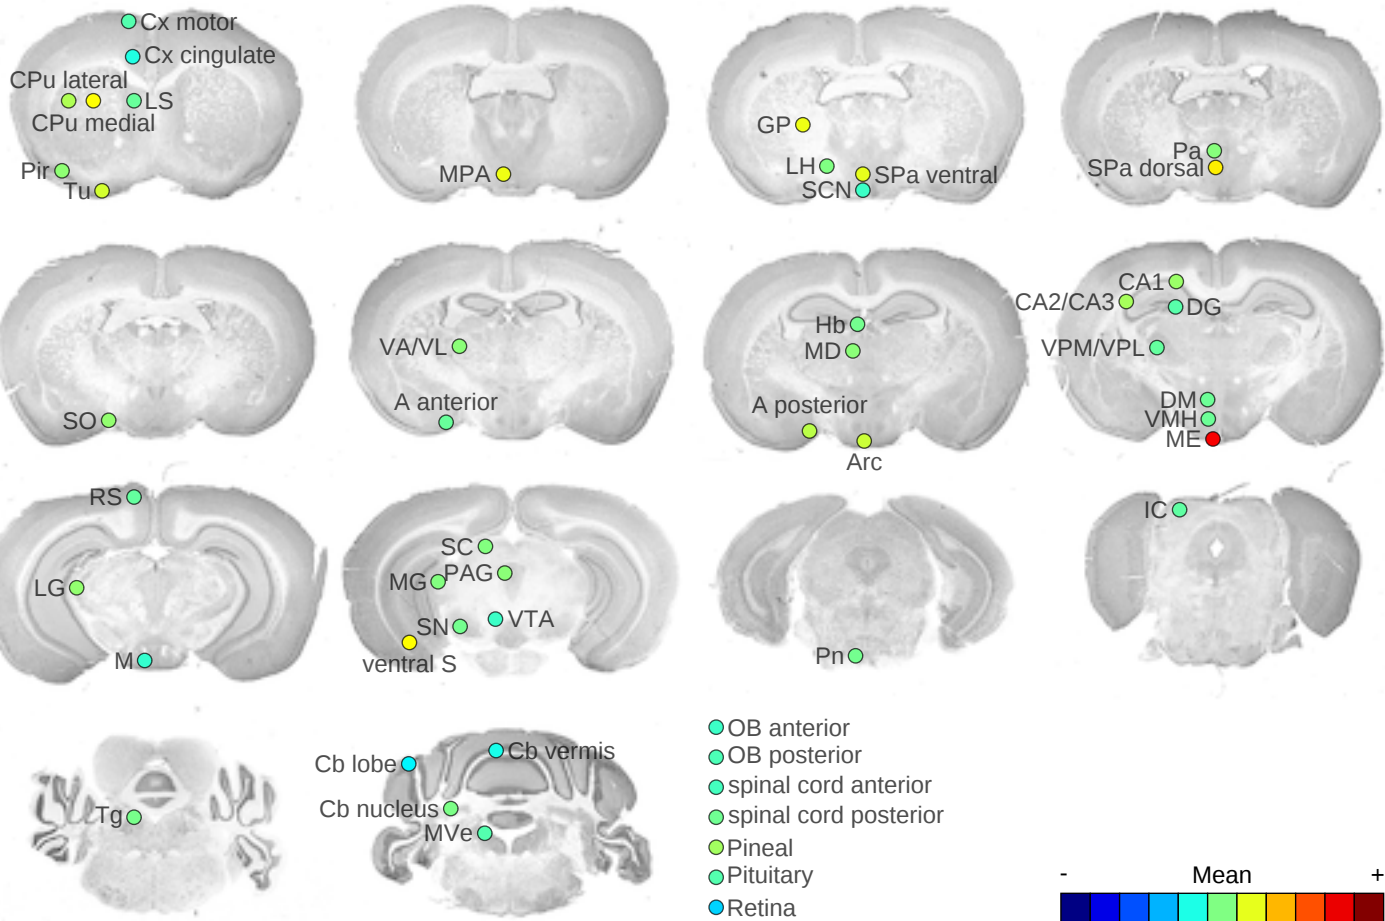 Cx motor
Cx cingulate
CPu lateral
LS
CPu medial
Pir
Tu
MPA
GP
LH
SPa ventral
SCN
Pa
SPa dorsal
SO
VA/VL
A anterior
Hb
MD
A posterior
Arc
CA1
CA2/CA3
DG
VPM/VPL
DM
VMH
ME
RS
LG
M
SC
MG
PAG
SN
VTA
ventral S
Pn
IC
Tg
Cb lobe
Cb vermis
Cb nucleus
MVe
OB anterior
OB posterior
spinal cord anterior
spinal cord posterior
Pineal
Pituitary
Retina
- Mean +